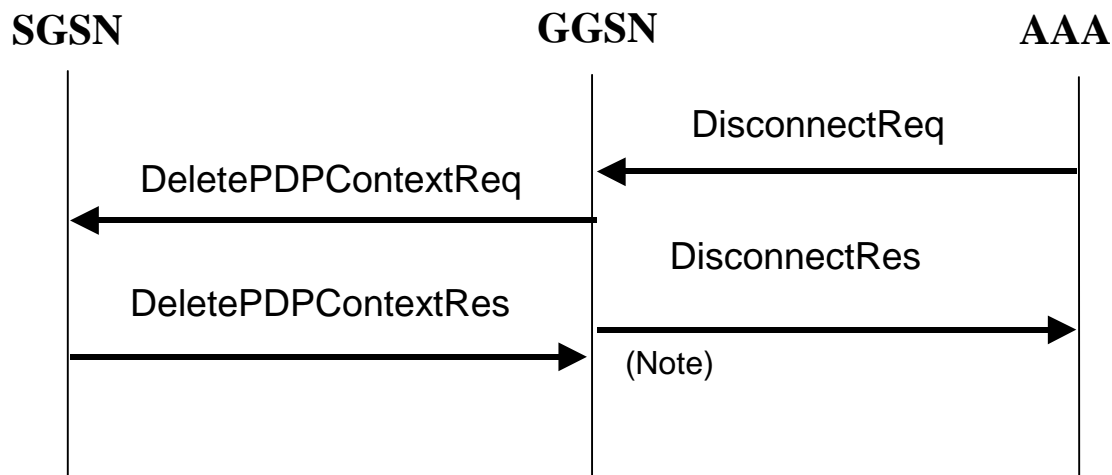 SGSN GGSN AAA
DisconnectReq
DeletePDPContextReq
DisconnectRes
DeletePDPContextRes
(Note)